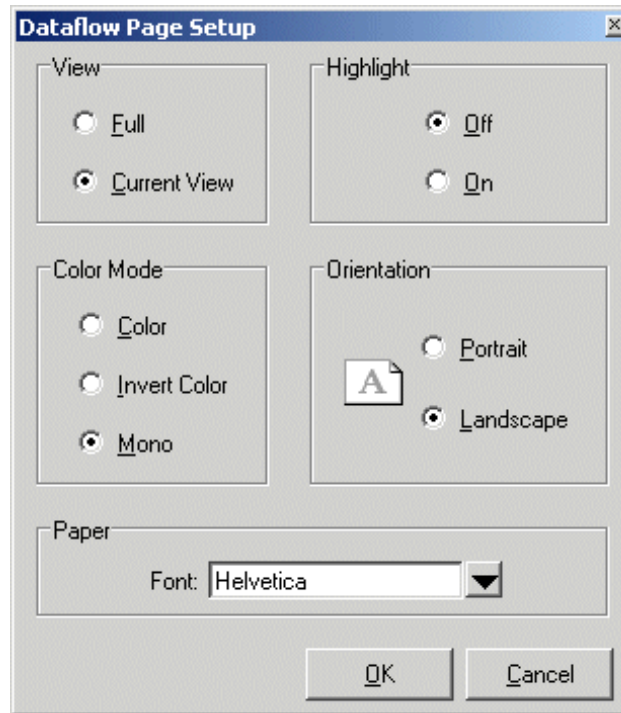 Dataflow Page Setup
View
Full
Current View
Highlight
Off
On
Color Mode
Color
Invert Color
Mono
Orientation
A
Portrait
Landscape
Paper
Font: Helvetica
OK Cancel